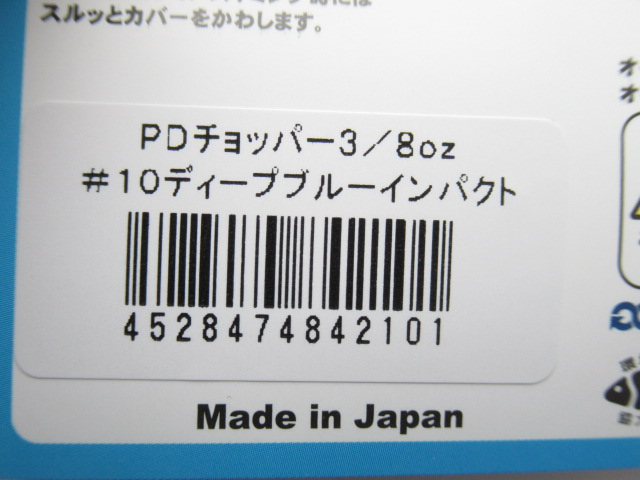 スルッとカバーをかわします。
PDチョッパー3／8oz
#10ディープブルーインパクト
4528474842101
Made in Japan